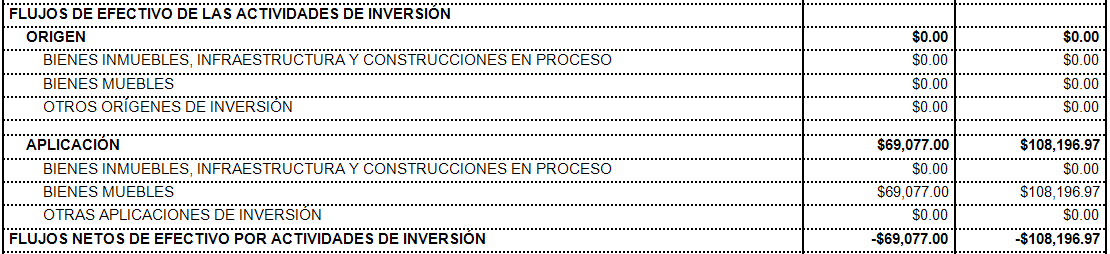 FLUJOS DE EFECTIVO DE LAS ACTIVIDADES DE INVERSIÓN
ORIGEN $0.00 $0.00
BIENES INMUEBLES, INFRAESTRUCTURA Y CONSTRUCCIONES EN PROCESO $0.00 $0.00
BIENES MUEBLES $0.00 $0.00
OTROS ORÍGENES DE INVERSIÓN $0.00 $0.00
APLICACIÓN $69,077.00 $108,196.97
BIENES INMUEBLES, INFRAESTRUCTURA Y CONSTRUCCIONES EN PROCESO $0.00 $0.00
BIENES MUEBLES $69,077.00 $108,196.97
OTRAS APLICACIONES DE INVERSIÓN $0.00 $0.00
FLUJOS NETOS DE EFECTIVO POR ACTIVIDADES DE INVERSIÓN -$69,077.00 -$108,196.97